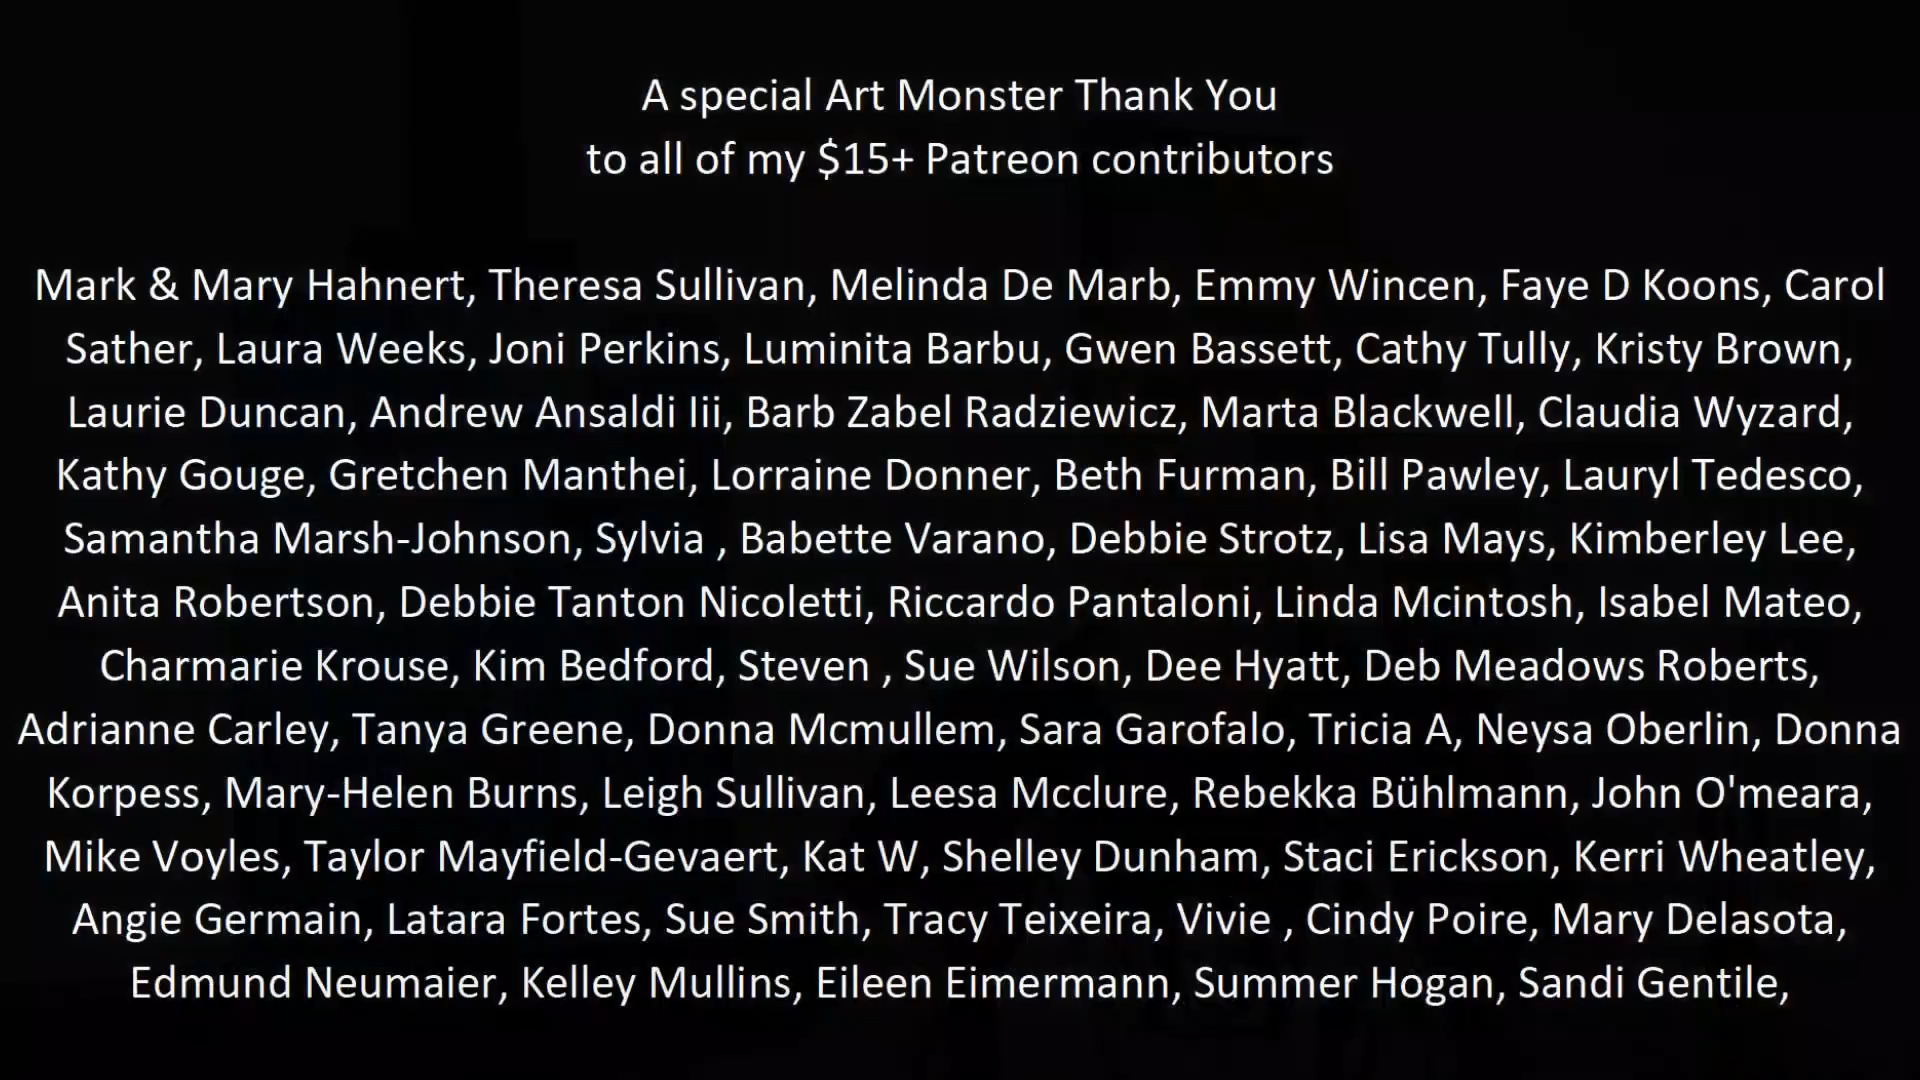 A special Art Monster Thank You
to all of my $15+ Patreon contributors
Mark & Mary Hahnert, Theresa Sullivan, Melinda De Marb, Emmy Wincen, Faye D Koons, Carol
Sather, Laura Weeks, Joni Perkins, Luminita Barbu, Gwen Bassett, Cathy Tully, Kristy Brown,
Laurie Duncan, Andrew Ansaldi Iii, Barb Zabel Radziewicz, Marta Blackwell, Claudia Wyzard,
Kathy Gouge, Gretchen Manthei, Lorraine Donner, Beth Furman, Bill Pawley, Lauryl Tedesco,
Samantha Marsh-Johnson, Sylvia , Babette Varano, Debbie Strotz, Lisa Mays, Kimberley Lee,
Anita Robertson, Debbie Tanton Nicoletti, Riccardo Pantaloni, Linda Mcintosh, Isabel Mateo,
Charmarie Krouse, Kim Bedford, Steven , Sue Wilson, Dee Hyatt, Deb Meadows Roberts,
Adrianne Carley, Tanya Greene, Donna Mcmullem, Sara Garofalo, Tricia A, Neysa Oberlin, Donna
Korpess, Mary-Helen Burns, Leigh Sullivan, Leesa Mcclure, Rebekka Bühlmann, John O'meara,
Mike Voyles, Taylor Mayfield-Gevaert, Kat W, Shelley Dunham, Staci Erickson, Kerri Wheatley,
Angie Germain, Latara Fortes, Sue Smith, Tracy Teixeira, Vivie , Cindy Poire, Mary Delasota,
Edmund Neumaier, Kelley Mullins, Eileen Eimermann, Summer Hogan, Sandi Gentile,